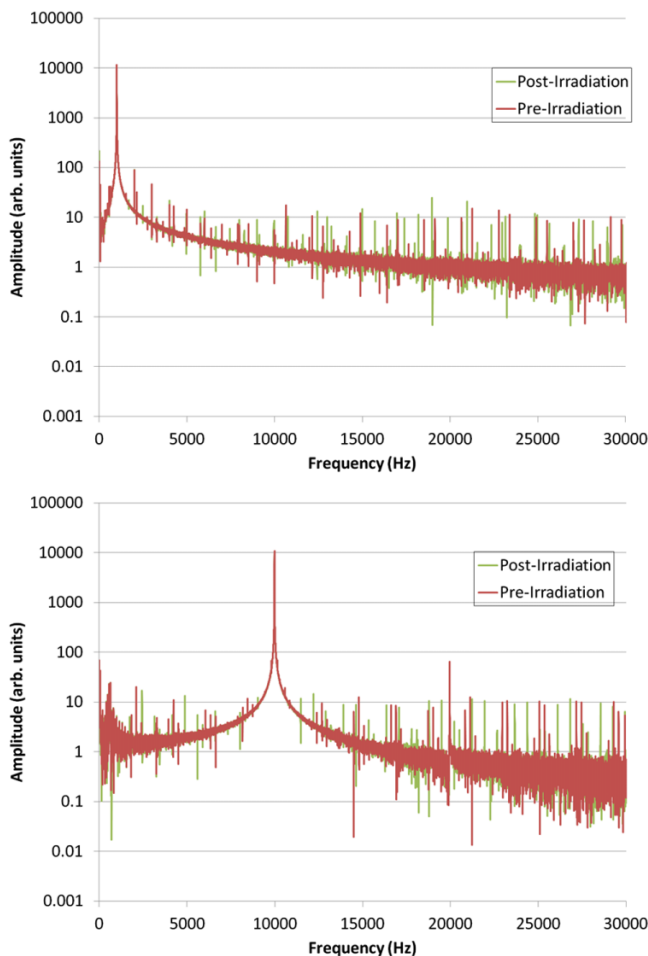 100000
10000
1000
100
10
1
0.1
0.01
0.001
Amplitude (arb. units)
Post-Irradiation
Pre-Irradiation
0 5000 10000 15000 20000 25000 30000
Frequency (Hz)
100000
10000
1000
100
10
1
0.1
0.01
0.001
Amplitude (arb. units)
Post-Irradiation
Pre-Irradiation
0 5000 10000 15000 20000 25000 30000
Frequency (Hz)